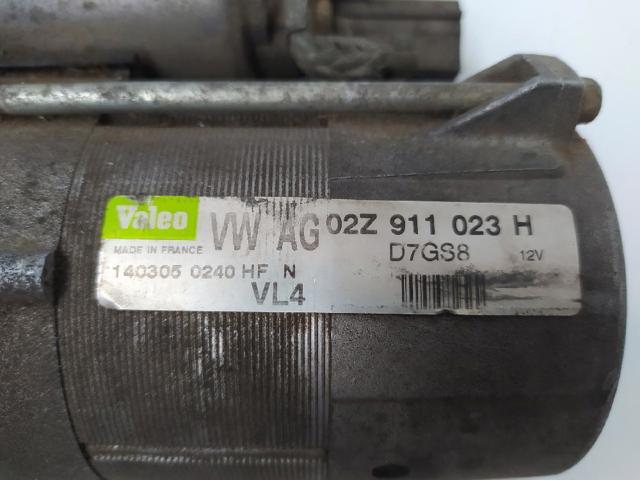 Valeo VW AG 02Z 911 023 H
MADE IN FRANCE D7GS8 12V
140305 0240 HF N
VL4